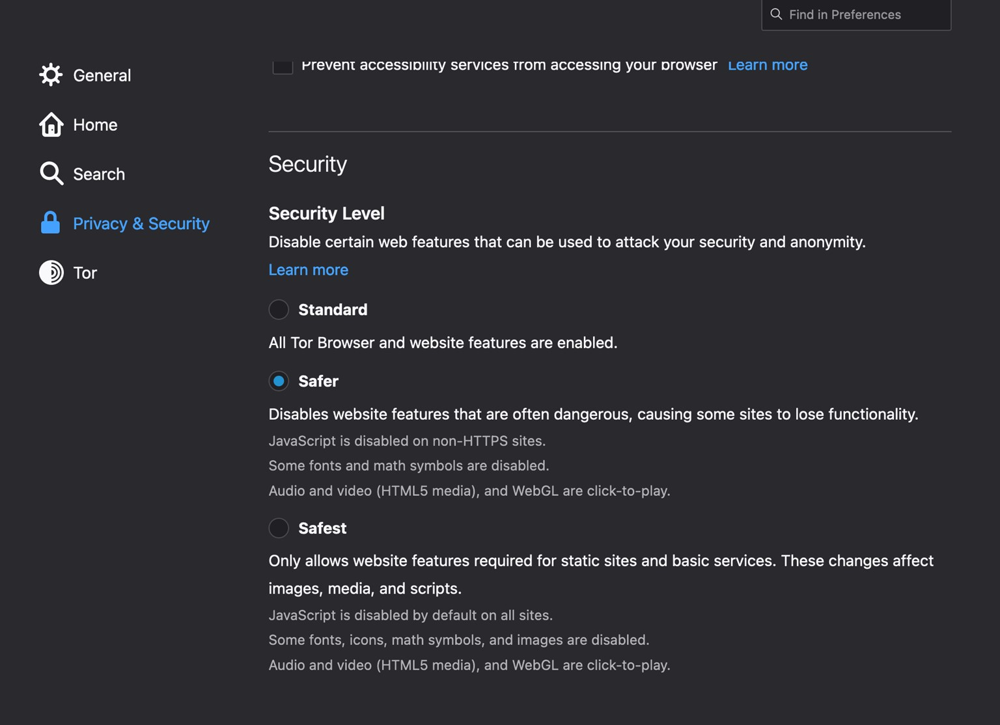 Find in Preferences
General
Home
Search
Privacy & Security
Tor
Prevent accessibility services from accessing your browser Learn more
Security
Security Level
Disable certain web features that can be used to attack your security and anonymity.
Learn more
Standard
All Tor Browser and website features are enabled.
Safer
Disables website features that are often dangerous, causing some sites to lose functionality.
JavaScript is disabled on non-HTTPS sites.
Some fonts and math symbols are disabled.
Audio and video (HTML5 media), and WebGL are click-to-play.
Safest
Only allows website features required for static sites and basic services. These changes affect
images, media, and scripts.
JavaScript is disabled by default on all sites.
Some fonts, icons, math symbols, and images are disabled.
Audio and video (HTML5 media), and WebGL are click-to-play.